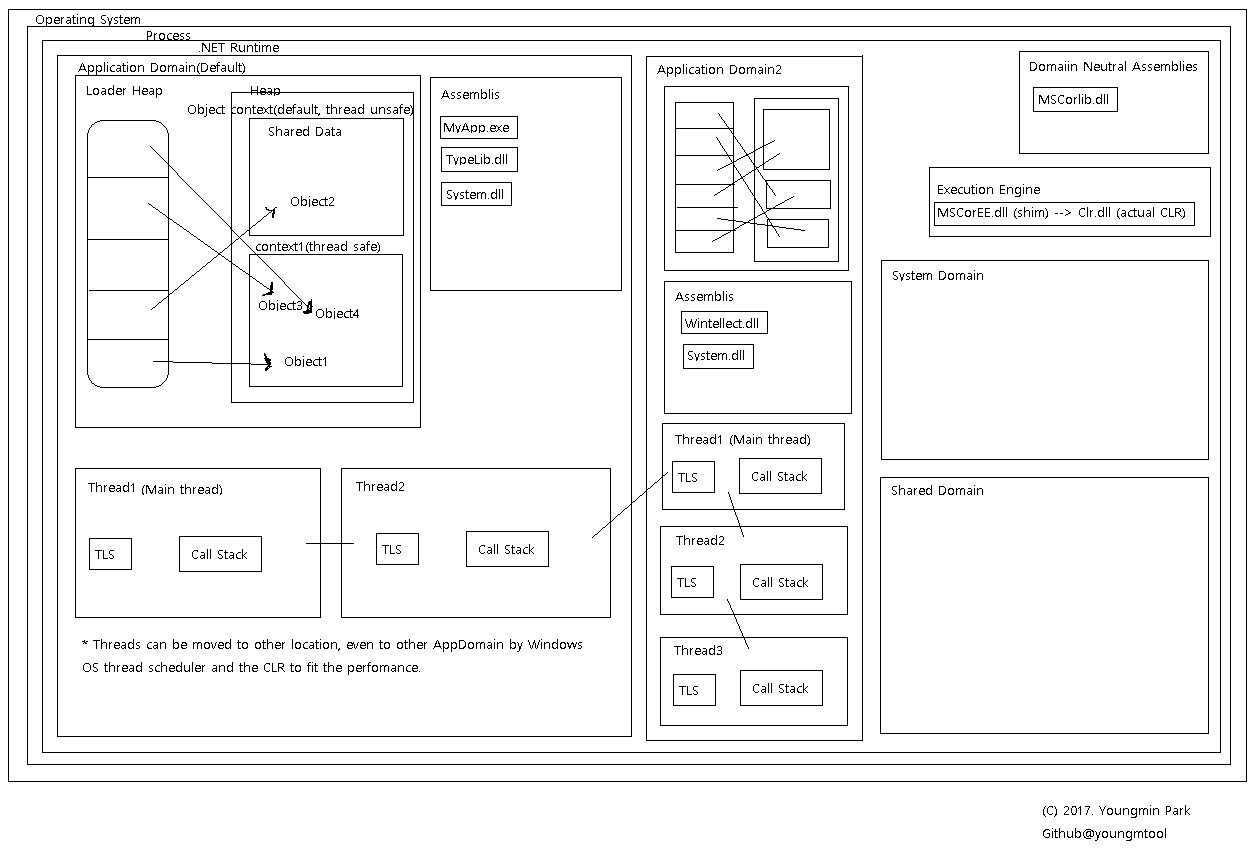 Operating System
Process
.NET Runtime
Application Domain(Default)
Loader Heap
Heap
Object context(default, thread unsafe)
Shared Data
Object2
context1(thread safe)
Object3
Object4
Object1
Assemblis
MyApp.exe
TypeLib.dll
System.dll
Thread1 (Main thread)
TLS
Call Stack
Thread2
TLS
Call Stack
* Threads can be moved to other location, even to other AppDomain by Windows
OS thread scheduler and the CLR to fit the perfomance.
Application Domain2
Assemblis
Wintellect.dll
System.dll
Thread1 (Main thread)
TLS
Call Stack
Thread2
TLS
Call Stack
Thread3
TLS
Call Stack
Domaiin Neutral Assemblies
MSCorlib.dll
Execution Engine
MSCorEE.dll (shim) --> Clr.dll (actual CLR)
System Domain
Shared Domain
(C) 2017. Youngmin Park
Github@youngmtool